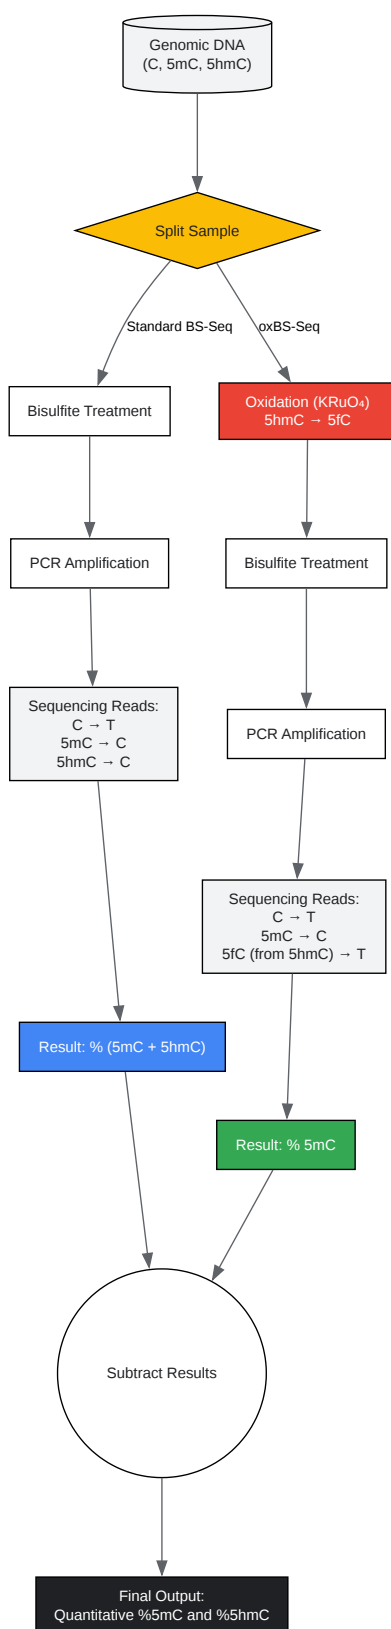 Genomic DNA
(C, 5mC, 5hmC)
Split Sample
Standard BS-Seq
oxBS-Seq
Bisulfite Treatment
Oxidation (KRuO₄)
5hmC → 5fC
PCR Amplification
Bisulfite Treatment
Sequencing Reads:
C → T
5mC → C
5hmC → C
PCR Amplification
Sequencing Reads:
C → T
5mC → C
5fC (from 5hmC) → T
Result: % (5mC + 5hmC)
Result: % 5mC
Subtract Results
Final Output:
Quantitative %5mC and %5hmC